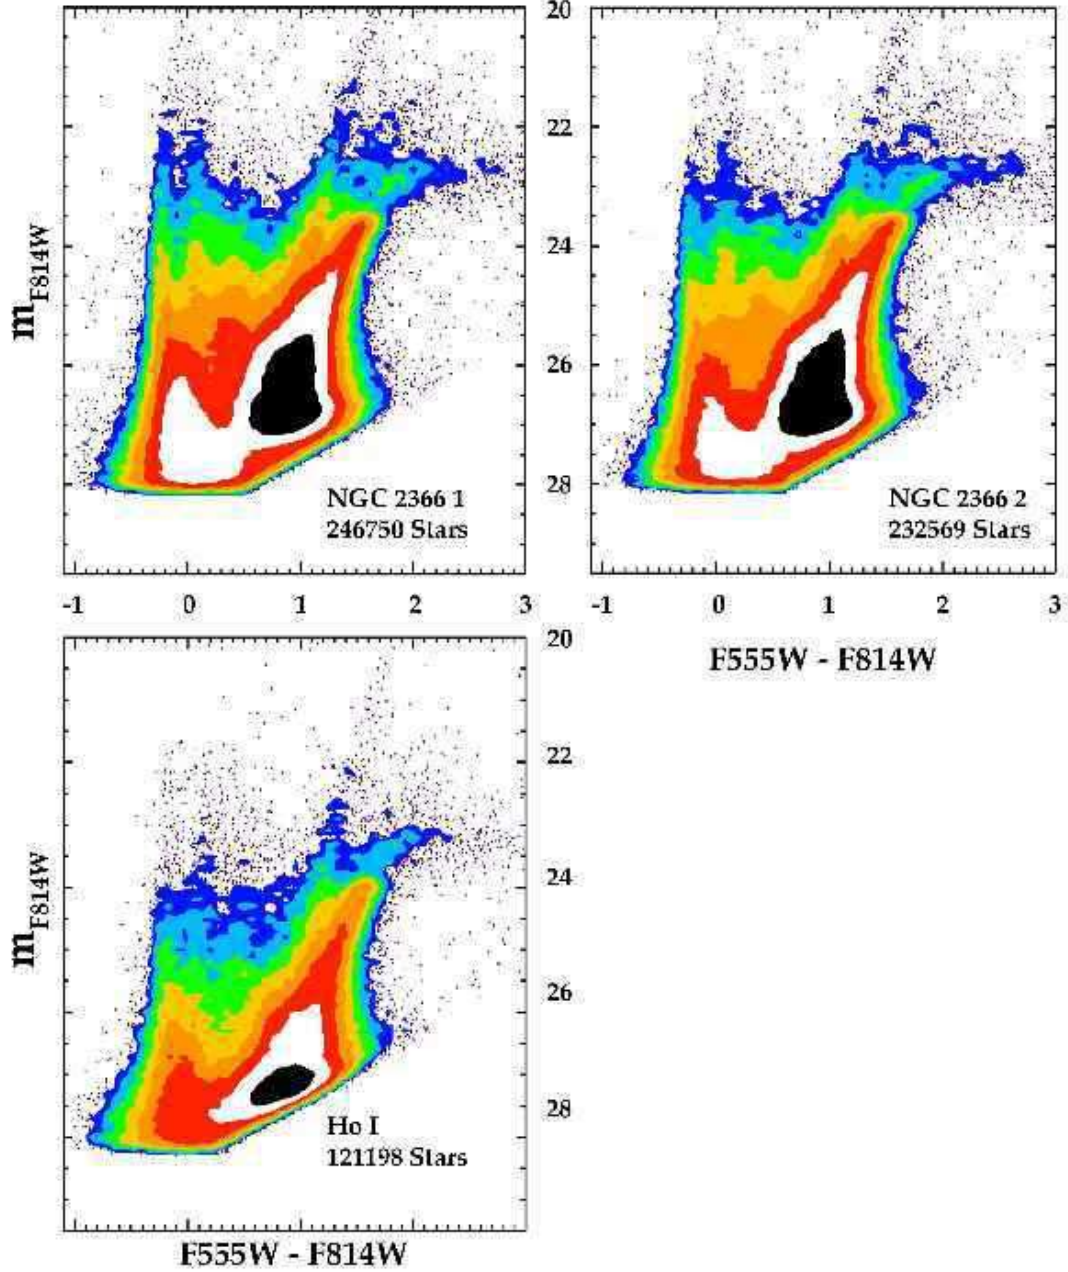 20
22
24
26
28
m_F814W
NGC 2366 1
246750 Stars
NGC 2366 2
232569 Stars
-1 0 1 2 3
-1 0 1 2 3
F555W - F814W
20
22
24
26
28
m_F814W
Ho I
121198 Stars
F555W - F814W